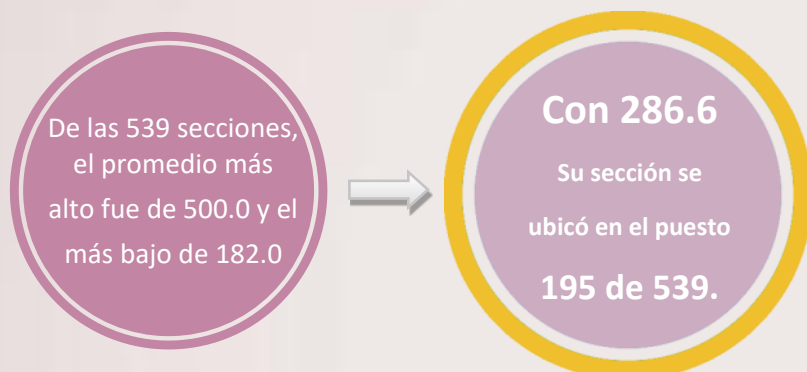 De las 539 secciones,
el promedio más
alto fue de 500.0 y el
más bajo de 182.0
Con 286.6
Su sección se
ubicó en el puesto
195 de 539.